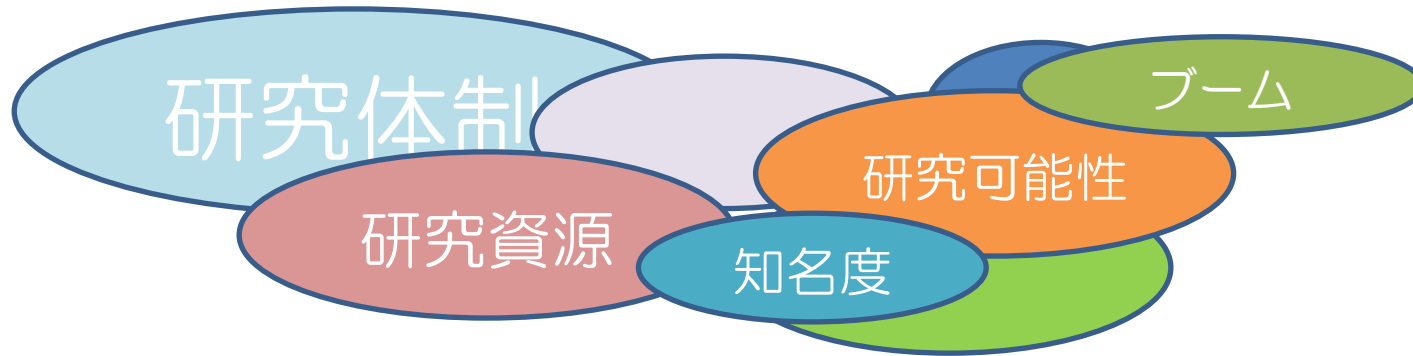 研究体制
ブーム
研究可能性
研究資源
知名度